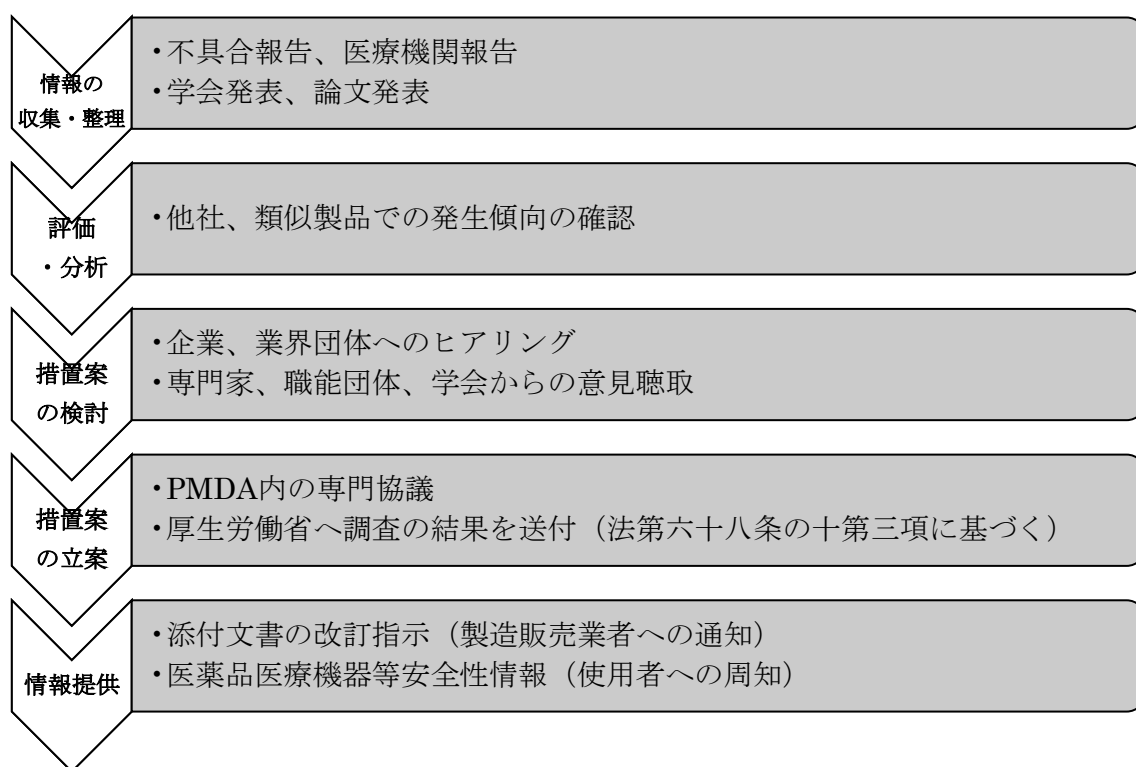 情報の
収集・整理
・不具合報告、医療機関報告
・学会発表、論文発表
評価
・分析
・他社、類似製品での発生傾向の確認
措置案
の検討
・企業、業界団体へのヒアリング
・専門家、職能団体、学会からの意見聴取
措置案
の立案
・PMDA内の専門協議
・厚生労働省へ調査の結果を送付（法第六十八条の十第三項に基づく）
情報提供
・添付文書の改訂指示（製造販売業者への通知）
・医薬品医療機器等安全性情報（使用者への周知）